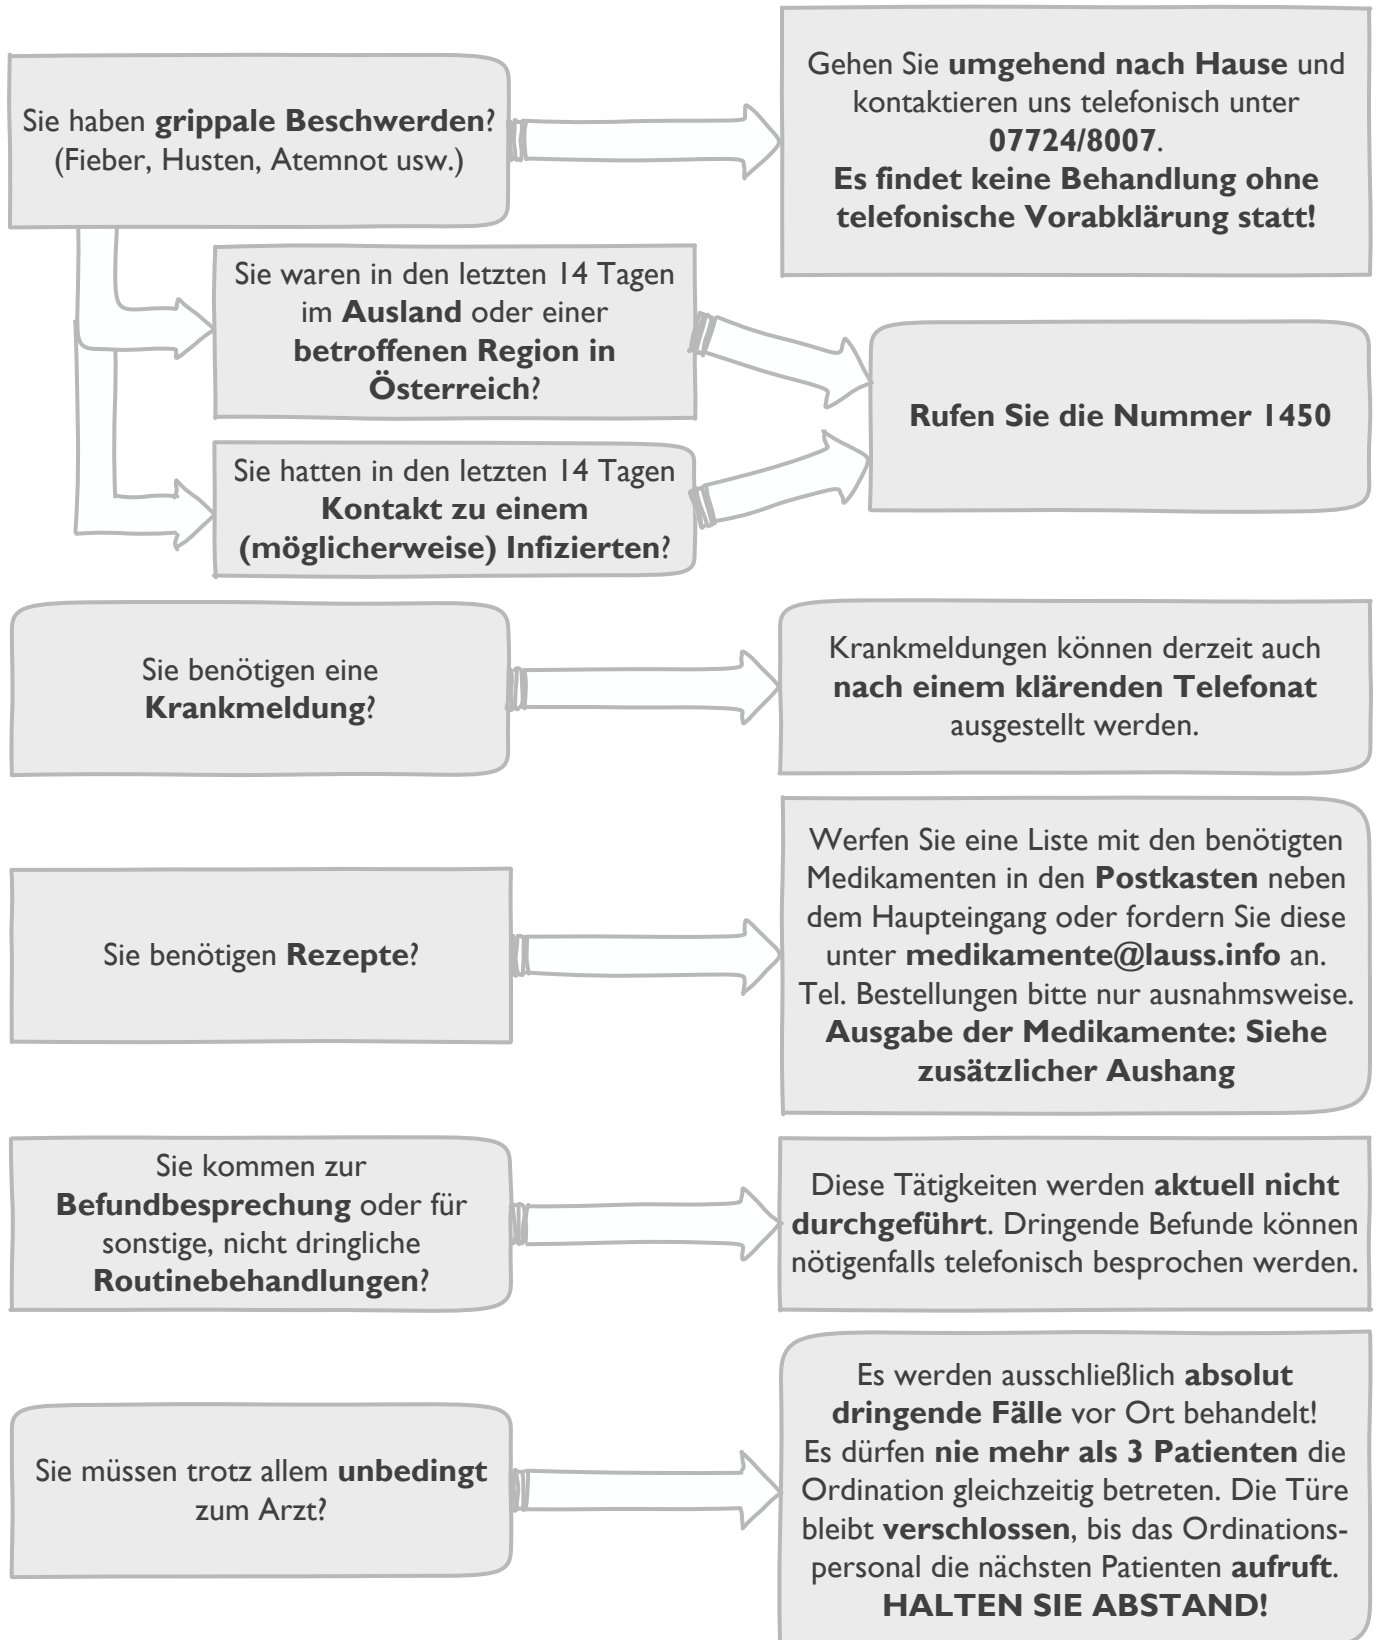 Sie haben grippale Beschwerden?
(Fieber, Husten, Atemnot usw.)
Gehen Sie umgehend nach Hause und
kontaktieren uns telefonisch unter
07724/8007.
Es findet keine Behandlung ohne
telefonische Vorabklärung statt!
Sie waren in den letzten 14 Tagen
im Ausland oder einer
betroffenen Region in
Österreich?
Sie hatten in den letzten 14 Tagen
Kontakt zu einem
(möglicherweise) Infizierten?
Rufen Sie die Nummer 1450
Sie benötigen eine
Krankmeldung?
Krankmeldungen können derzeit auch
nach einem klärenden Telefonat
ausgestellt werden.
Sie benötigen Rezepte?
Werfen Sie eine Liste mit den benötigten
Medikamenten in den Postkasten neben
dem Haupteingang oder fordern Sie diese
unter medikamente@lauss.info an.
Tel. Bestellungen bitte nur ausnahmsweise.
Ausgabe der Medikamente: Siehe
zusätzlicher Aushang
Sie kommen zur
Befundbesprechung oder für
sonstige, nicht dringliche
Routinebehandlungen?
Diese Tätigkeiten werden aktuell nicht
durchgeführt. Dringende Befunde können
nötigenfalls telefonisch besprochen werden.
Sie müssen trotz allem unbedingt
zum Arzt?
Es werden ausschließlich absolut
dringende Fälle vor Ort behandelt!
Es dürfen nie mehr als 3 Patienten die
Ordination gleichzeitig betreten. Die Türe
bleibt verschlossen, bis das Ordinations-
personal die nächsten Patienten aufruft.
HALTEN SIE ABSTAND!